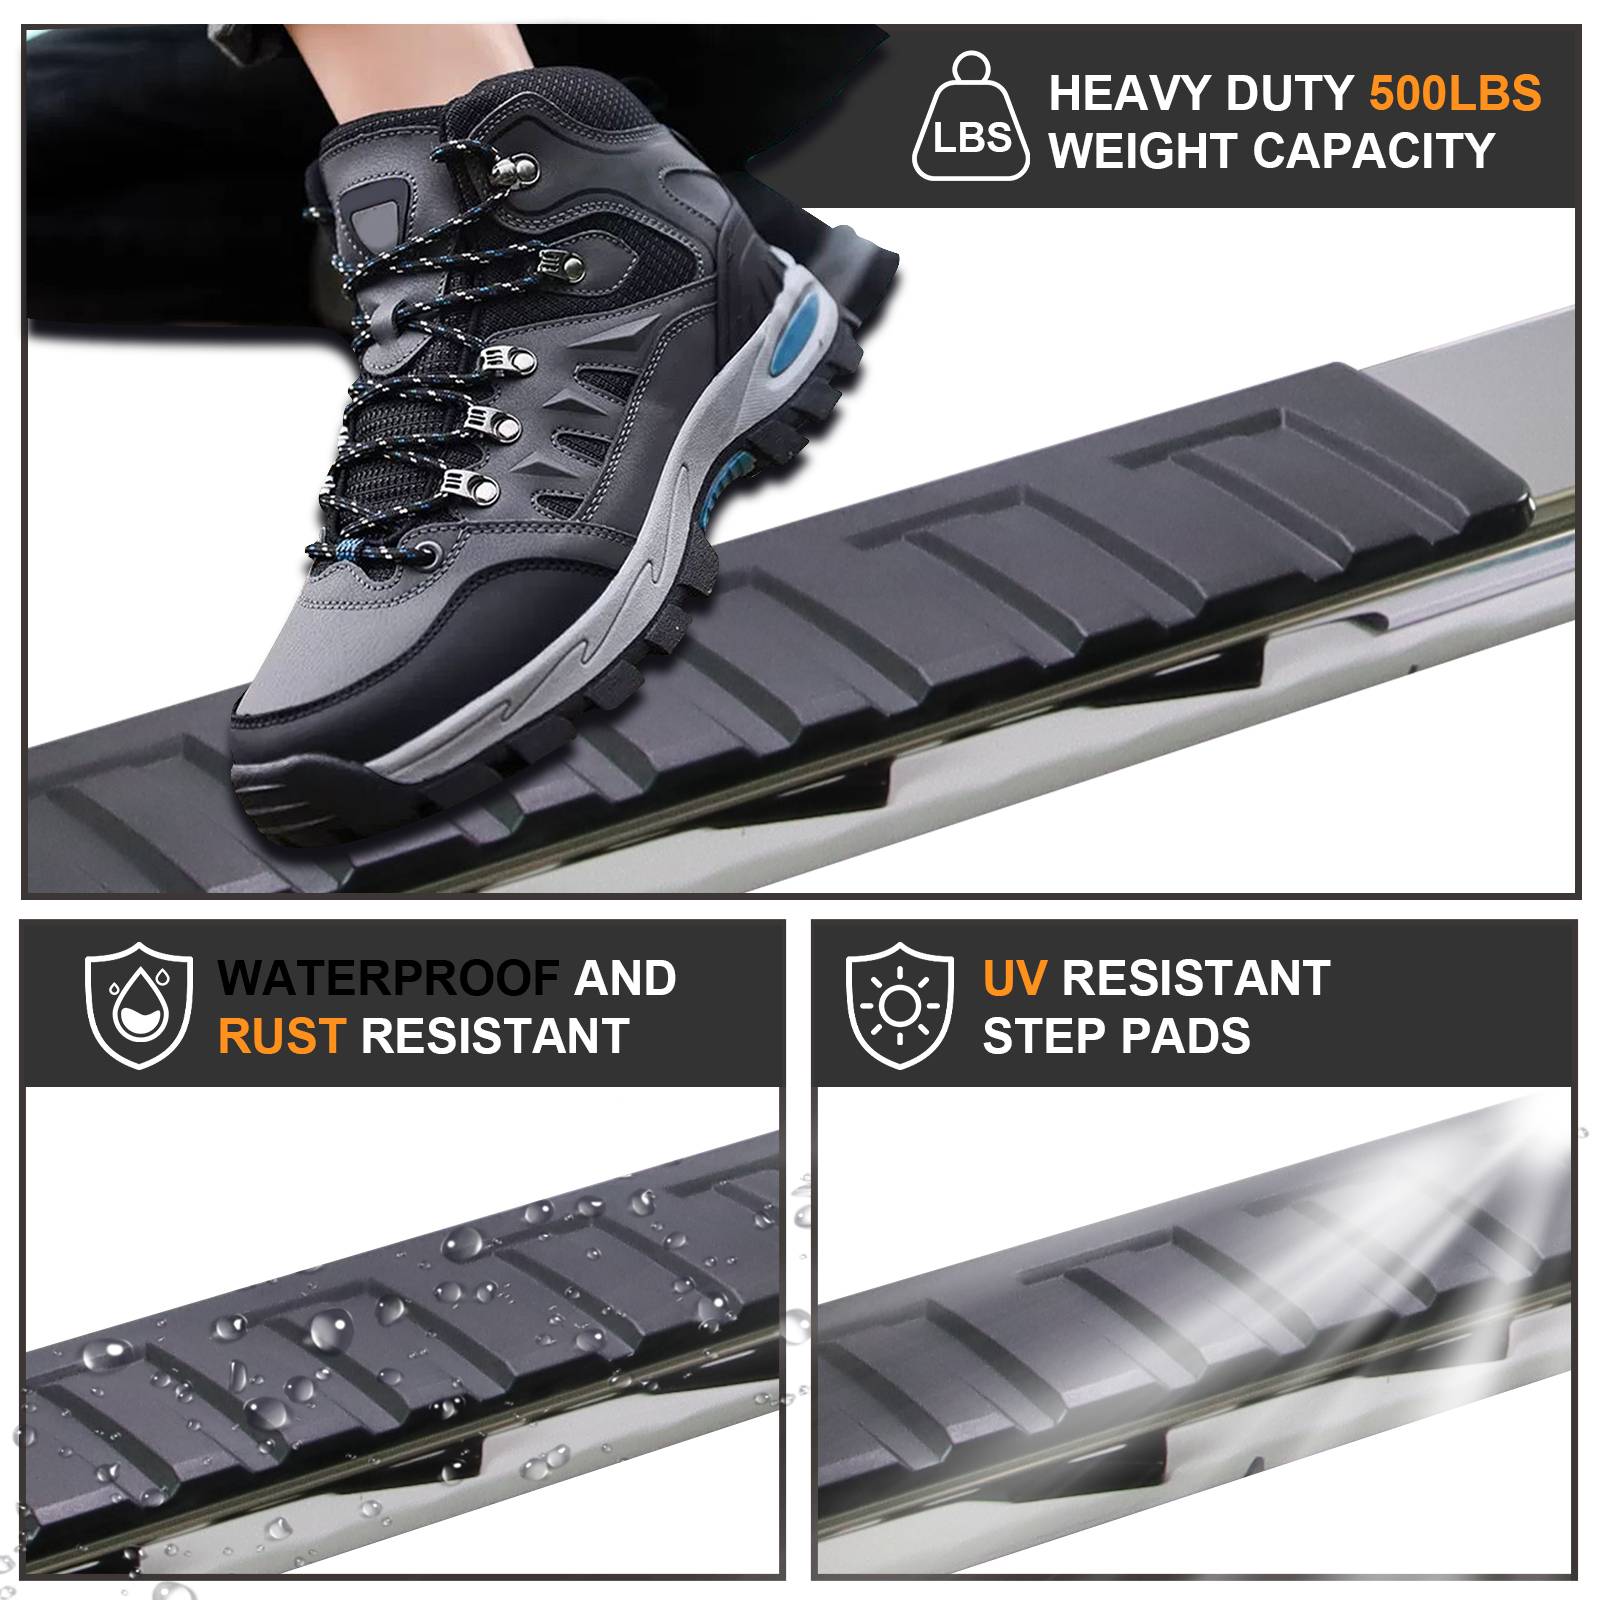 LBS
HEAVY DUTY 500LBS
WEIGHT CAPACITY
WATERPROOF AND
RUST RESISTANT
UV RESISTANT
STEP PADS